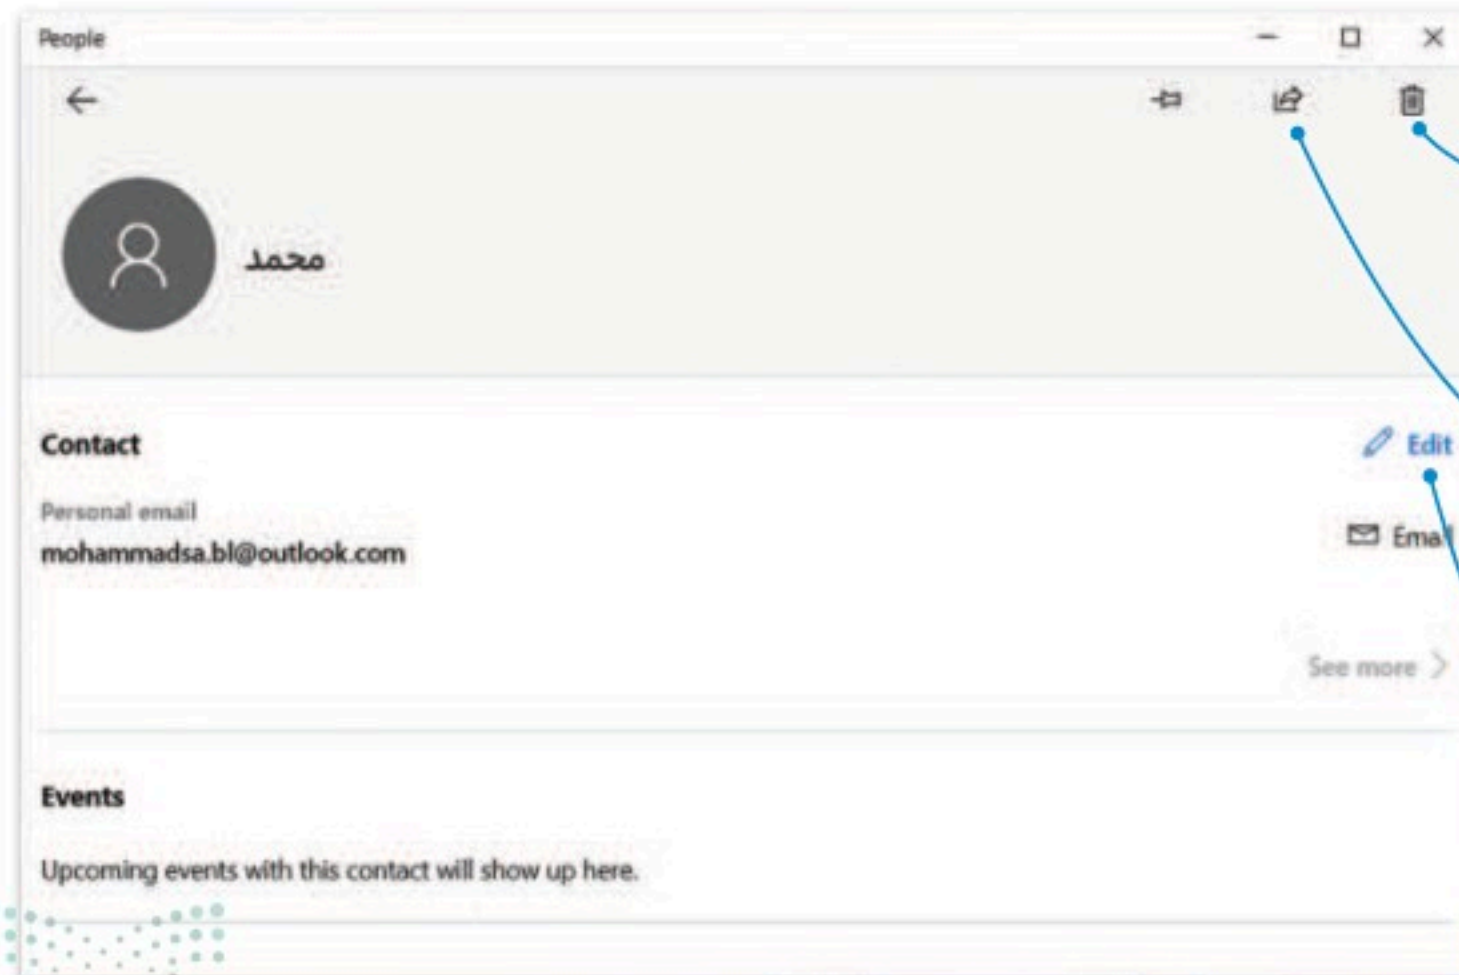 People
محمد
Contact
Edit
Personal email
mohammadsa.bl@outlook.com
Email
See more
Events
Upcoming events with this contact will show up here.